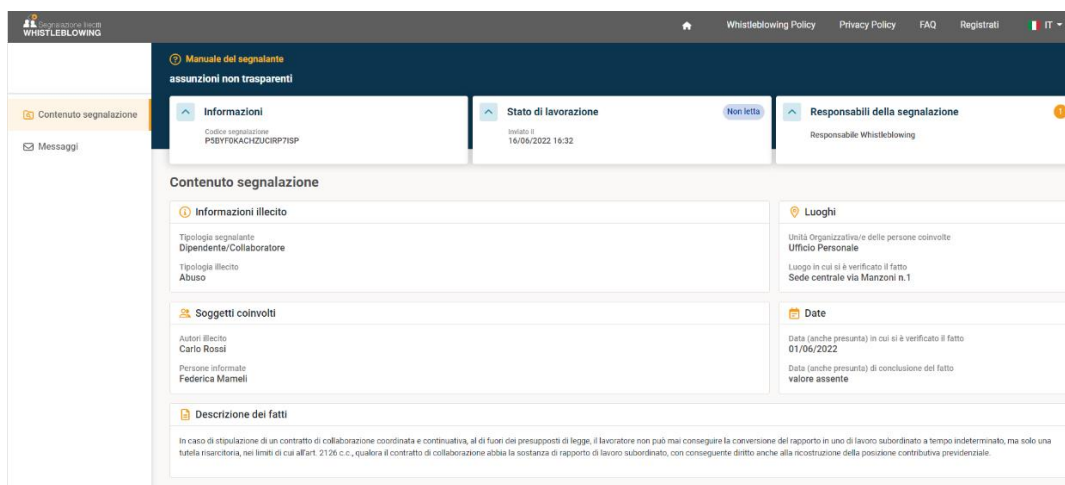 Segnalazione Illeciti
WHISTLEBLOWING
Whistleblowing Policy
Privacy Policy
FAQ
Registrati
IT
Manuale del segnalante
assunzioni non trasparenti
Contenuto segnalazione
Messaggi
Informazioni
Codice segnalazione
P5BYF0KACHZUCIRP7ISP
Stato di lavorazione
Non letta
Inviato il
16/06/2022 16:32
Responsabili della segnalazione
1
Responsabile Whistleblowing
Contenuto segnalazione
Informazioni illecito
Tipologia segnalante
Dipendente/Collaboratore
Tipologia illecito
Abuso
Luoghi
Unità Organizzativa/e delle persone coinvolte
Ufficio Personale
Luogo in cui si è verificato il fatto
Sede centrale via Manzoni n.1
Soggetti coinvolti
Autori illecito
Carlo Rossi
Persone informate
Federica Mameli
Date
Data (anche presunta) in cui si è verificato il fatto
01/06/2022
Data (anche presunta) di conclusione del fatto
valore assente
Descrizione dei fatti
In caso di stipulazione di un contratto di collaborazione coordinata e continuativa, al di fuori dei presupposti di legge, il lavoratore non può mai conseguire la conversione del rapporto in uno di lavoro subordinato a tempo indeterminato, ma solo una
tutela risarcitoria, nei limiti di cui all'art. 2126 c.c., qualora il contratto di collaborazione abbia la sostanza di rapporto di lavoro subordinato, con conseguente diritto anche alla ricostruzione della posizione contributiva previdenziale.